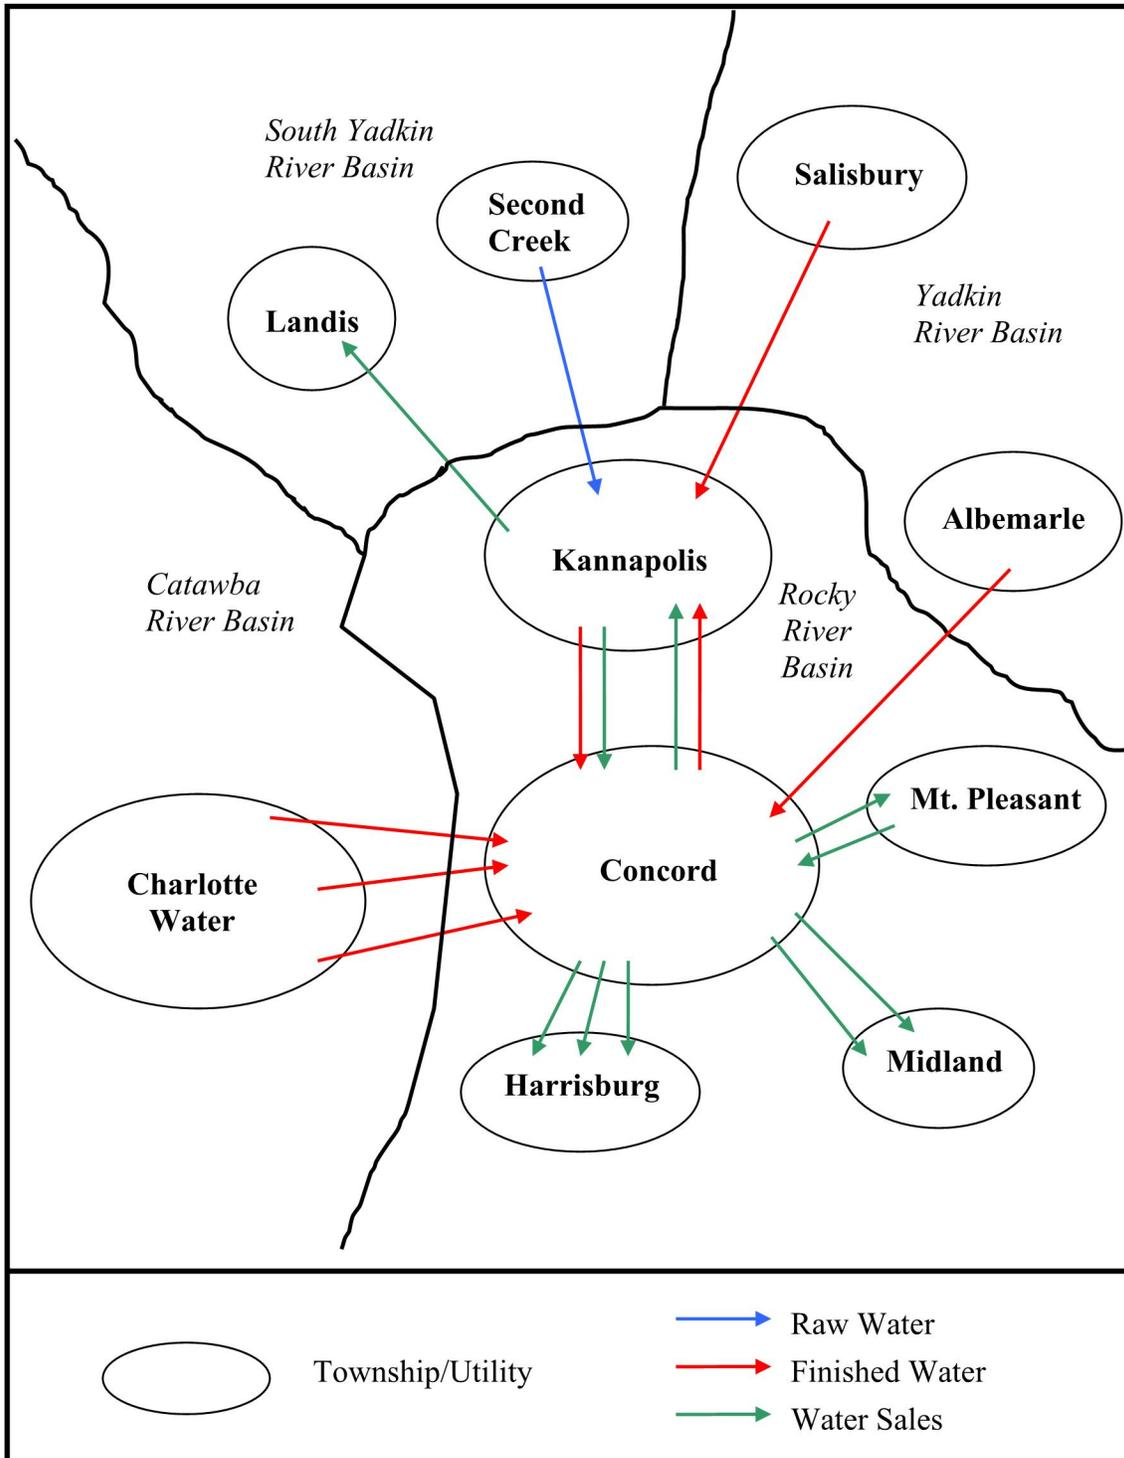 South Yadkin
River Basin
Second
Creek
Salisbury
Landis
Yadkin
River Basin
Albemarle
Kannapolis
Catawba
River Basin
Rocky
River
Basin
Mt. Pleasant
Charlotte
Water
Concord
Harrisburg
Midland
Township/Utility
Raw Water
Finished Water
Water Sales